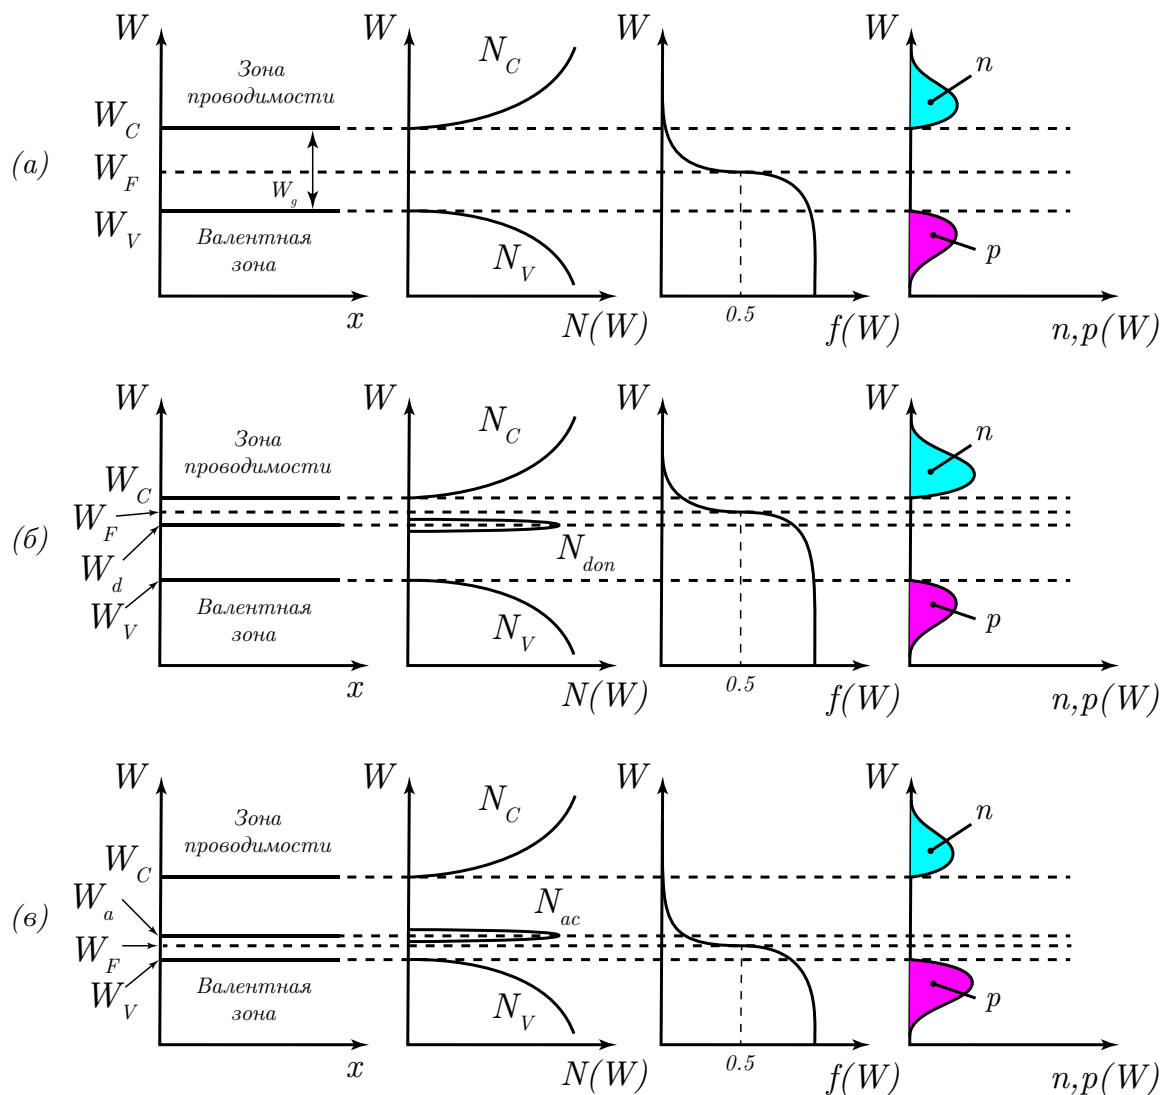 W
W
W
W
Зона
проводимости
N_C
n
W_C
(а)
W_F
W_g
W_V
Валентная
зона
N_V
p
x
N(W)
0.5
f(W)
n,p(W)
W
W
W
W
Зона
проводимости
N_C
n
W_C
W_F
(б)
W_d
N_don
W_V
Валентная
зона
N_V
p
x
N(W)
0.5
f(W)
n,p(W)
W
W
W
W
Зона
проводимости
N_C
n
W_C
W_a
N_ac
(в)
W_F
W_V
Валентная
зона
N_V
p
x
N(W)
0.5
f(W)
n,p(W)